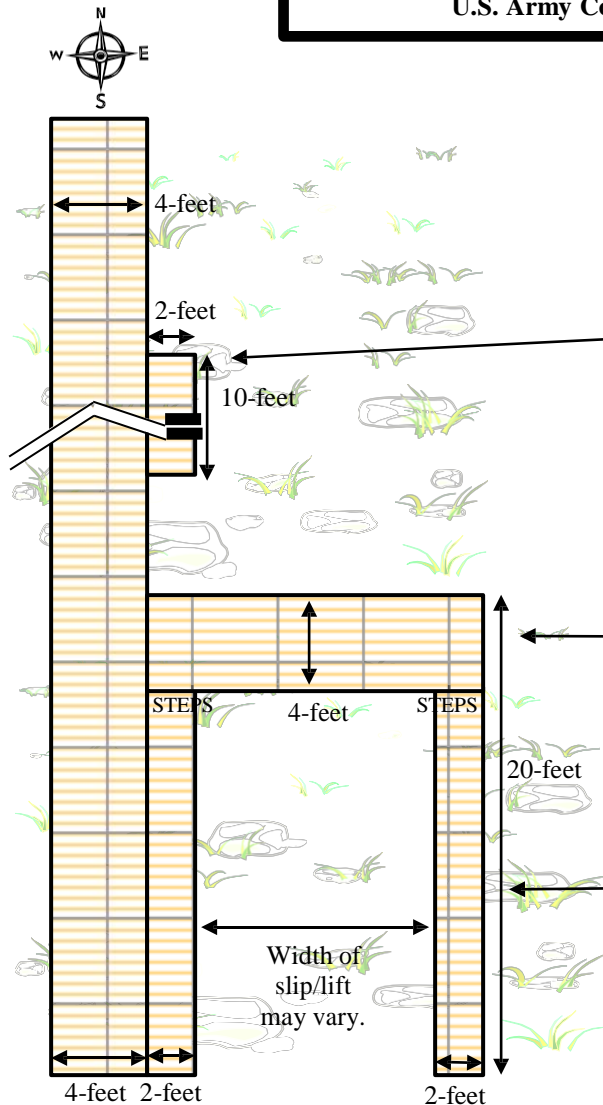 U.S. Army Co
N
W E
S
4-feet
2-feet
10-feet
STEPS STEPS
4-feet
20-feet
Width of
slip/lift
may vary.
4-feet 2-feet 2-feet